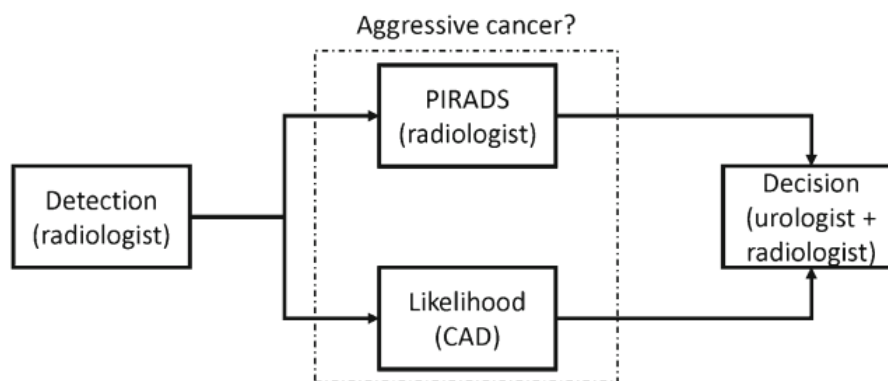 Aggressive cancer?
PIRADS
(radiologist)
Detection
(radiologist)
Decision
(urologist +
radiologist)
Likelihood
(CAD)